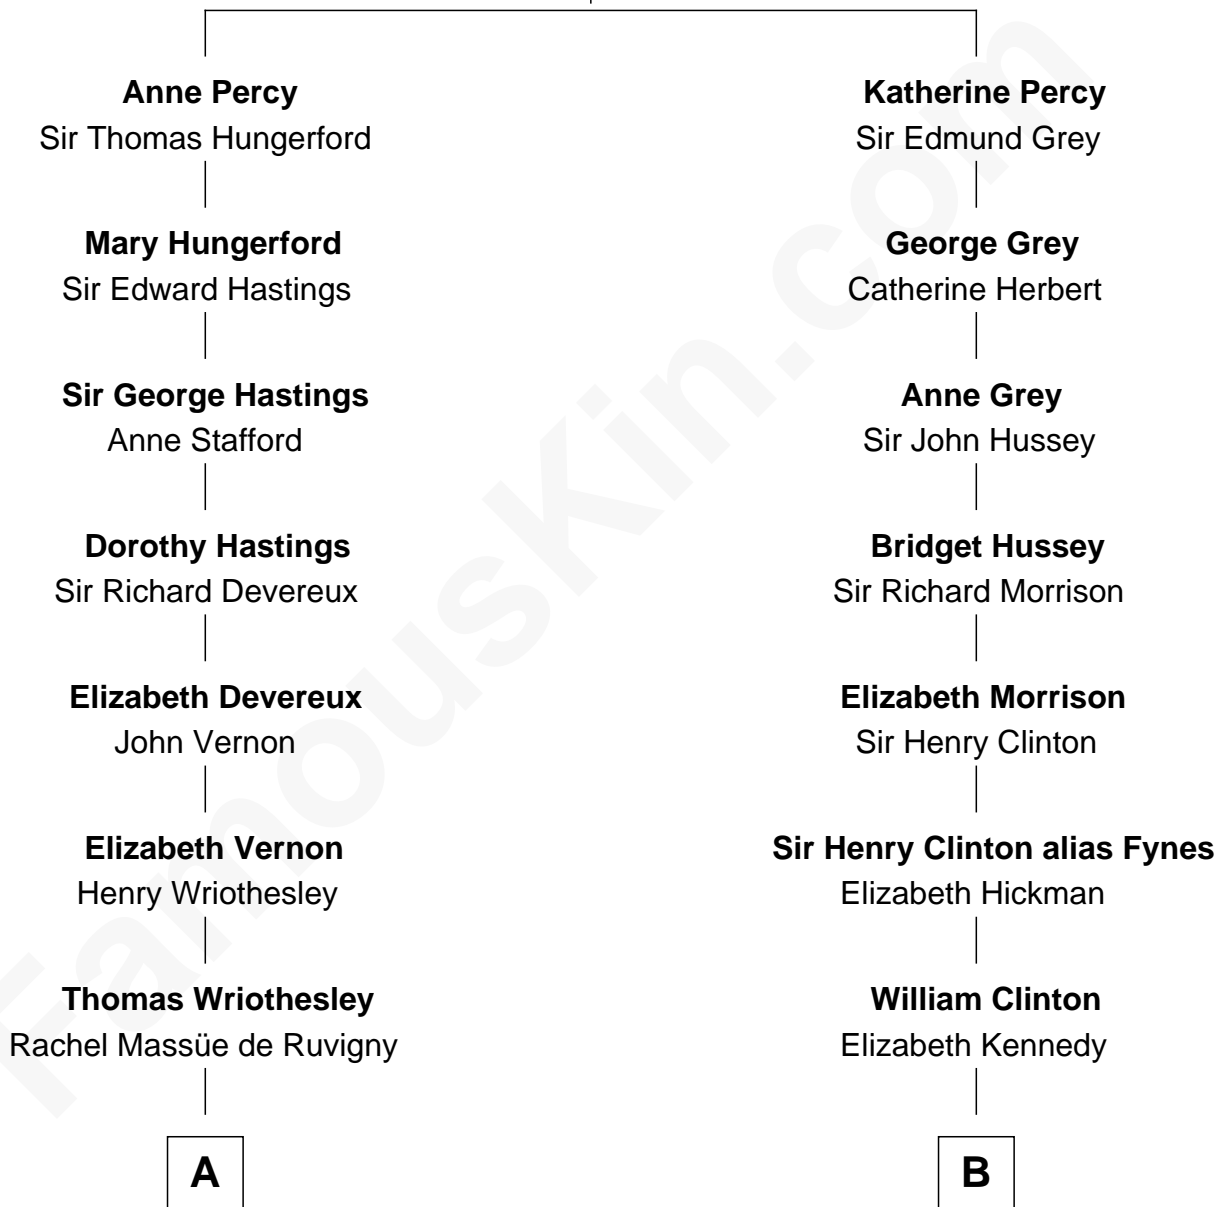 Anne Percy
Sir Thomas Hungerford
Katherine Percy
Sir Edmund Grey
Mary Hungerford
Sir Edward Hastings
George Grey
Catherine Herbert
Sir George Hastings
Anne Stafford
Anne Grey
Sir John Hussey
Dorothy Hastings
Sir Richard Devereux
Bridget Hussey
Sir Richard Morrison
Elizabeth Devereux
John Vernon
Elizabeth Morrison
Sir Henry Clinton
Elizabeth Vernon
Henry Wriothesley
Sir Henry Clinton alias Fynes
Elizabeth Hickman
Thomas Wriothesley
Rachel Massüe de Ruvigny
William Clinton
Elizabeth Kennedy
A
B
FamousKin.com